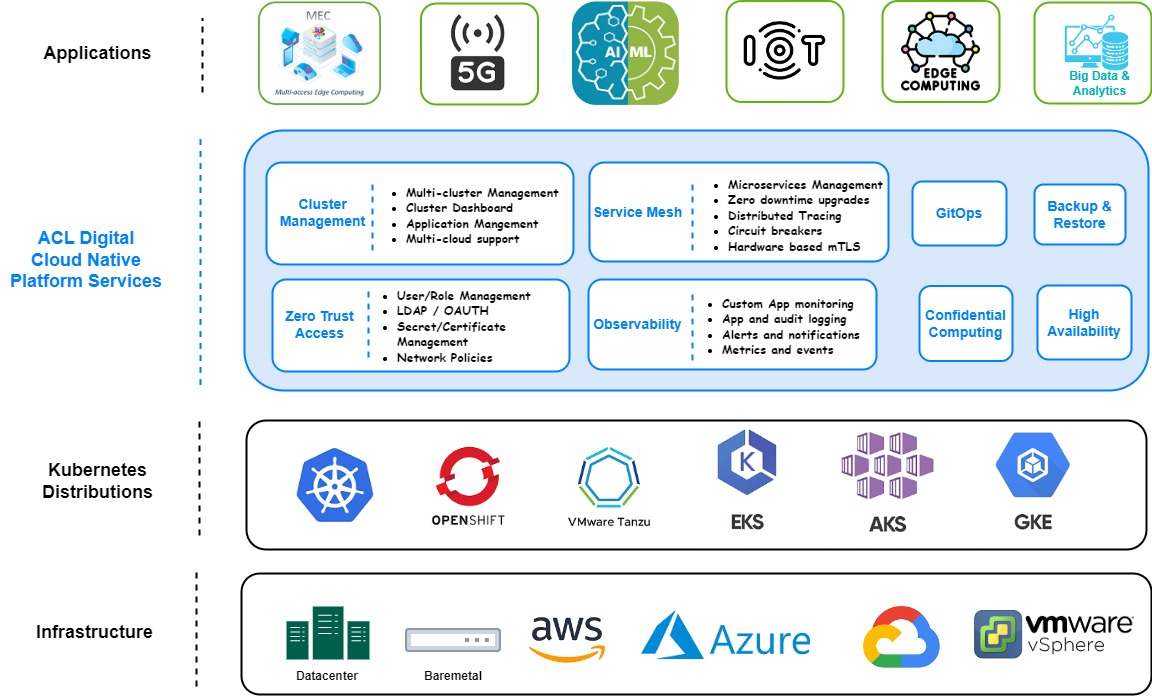 Applications
MEC
Multi-access Edge Computing
5G
AI ML
IOT
EDGE
COMPUTING
Big Data &
Analytics
ACL Digital
Cloud Native
Platform Services
Cluster
Management
• Multi-cluster Management
• Cluster Dashboard
• Application Mangement
• Multi-cloud support
Service Mesh
• Microservices Management
• Zero downtime upgrades
• Distributed Tracing
• Circuit breakers
• Hardware based mTLS
GitOps
Backup &
Restore
Zero Trust
Access
• User/Role Management
• LDAP / OAUTH
• Secret/Certificate
Management
• Network Policies
Observability
• Custom App monitoring
• App and audit logging
• Alerts and notifications
• Metrics and events
Confidential
Computing
High
Availability
Kubernetes
Distributions
OPENSHIFT
VMware Tanzu
K
EKS
AKS
GKE
Infrastructure
Datacenter
Baremetal
aws
Azure
vmware
vSphere